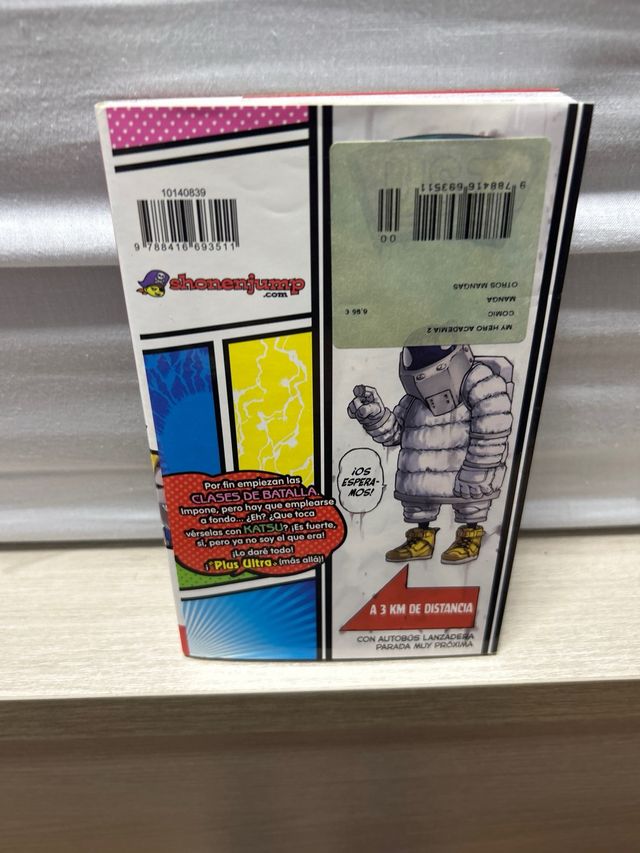 10140839
9 788416 693511
shonenjump
.com
Por fin empiezan las
CLASES DE BATALLA.
Impone, pero hay que emplearse
a fondo... ¿Eh? ¿Que toca
vérselas con KATSU? ¡Es fuerte,
sí, pero ya no soy el que era!
¡Lo daré todo!
¡"Plus Ultra" (más allá)!
MY HERO ACADEMIA 2
COMIC 6,95 €
MANGA
OTROS MANGAS
00
9 788416 693511
¡OS
ESPERA-
MOS!
A 3 KM DE DISTANCIA
CON AUTOBÚS LANZADERA
PARADA MUY PRÓXIMA